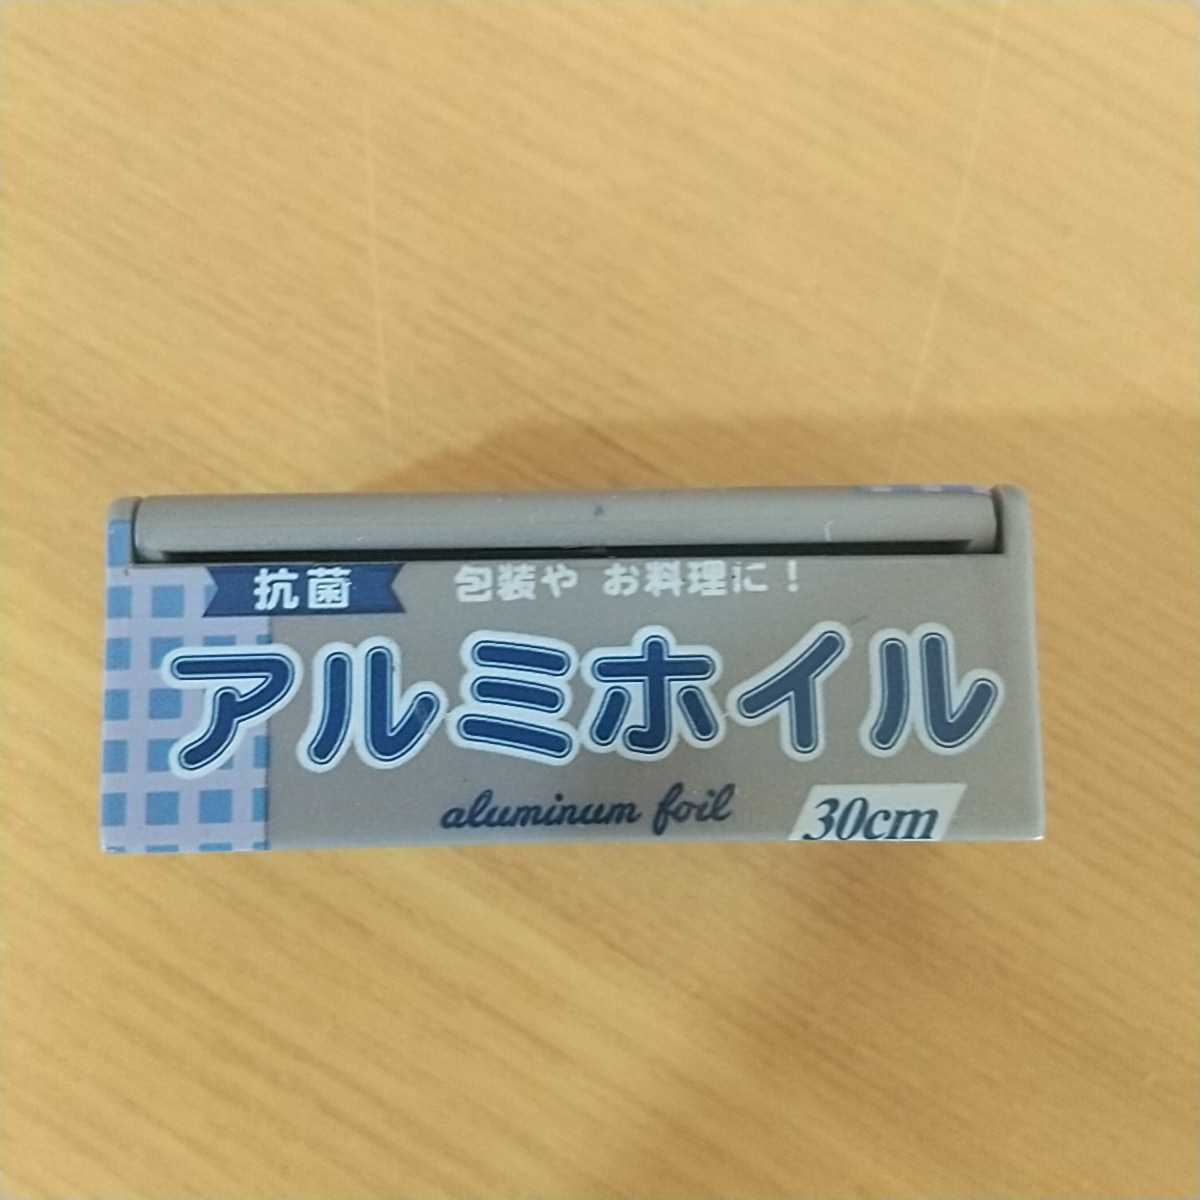 抗菌
包装や お料理に!
アルミホイル
aluminum foil
30cm